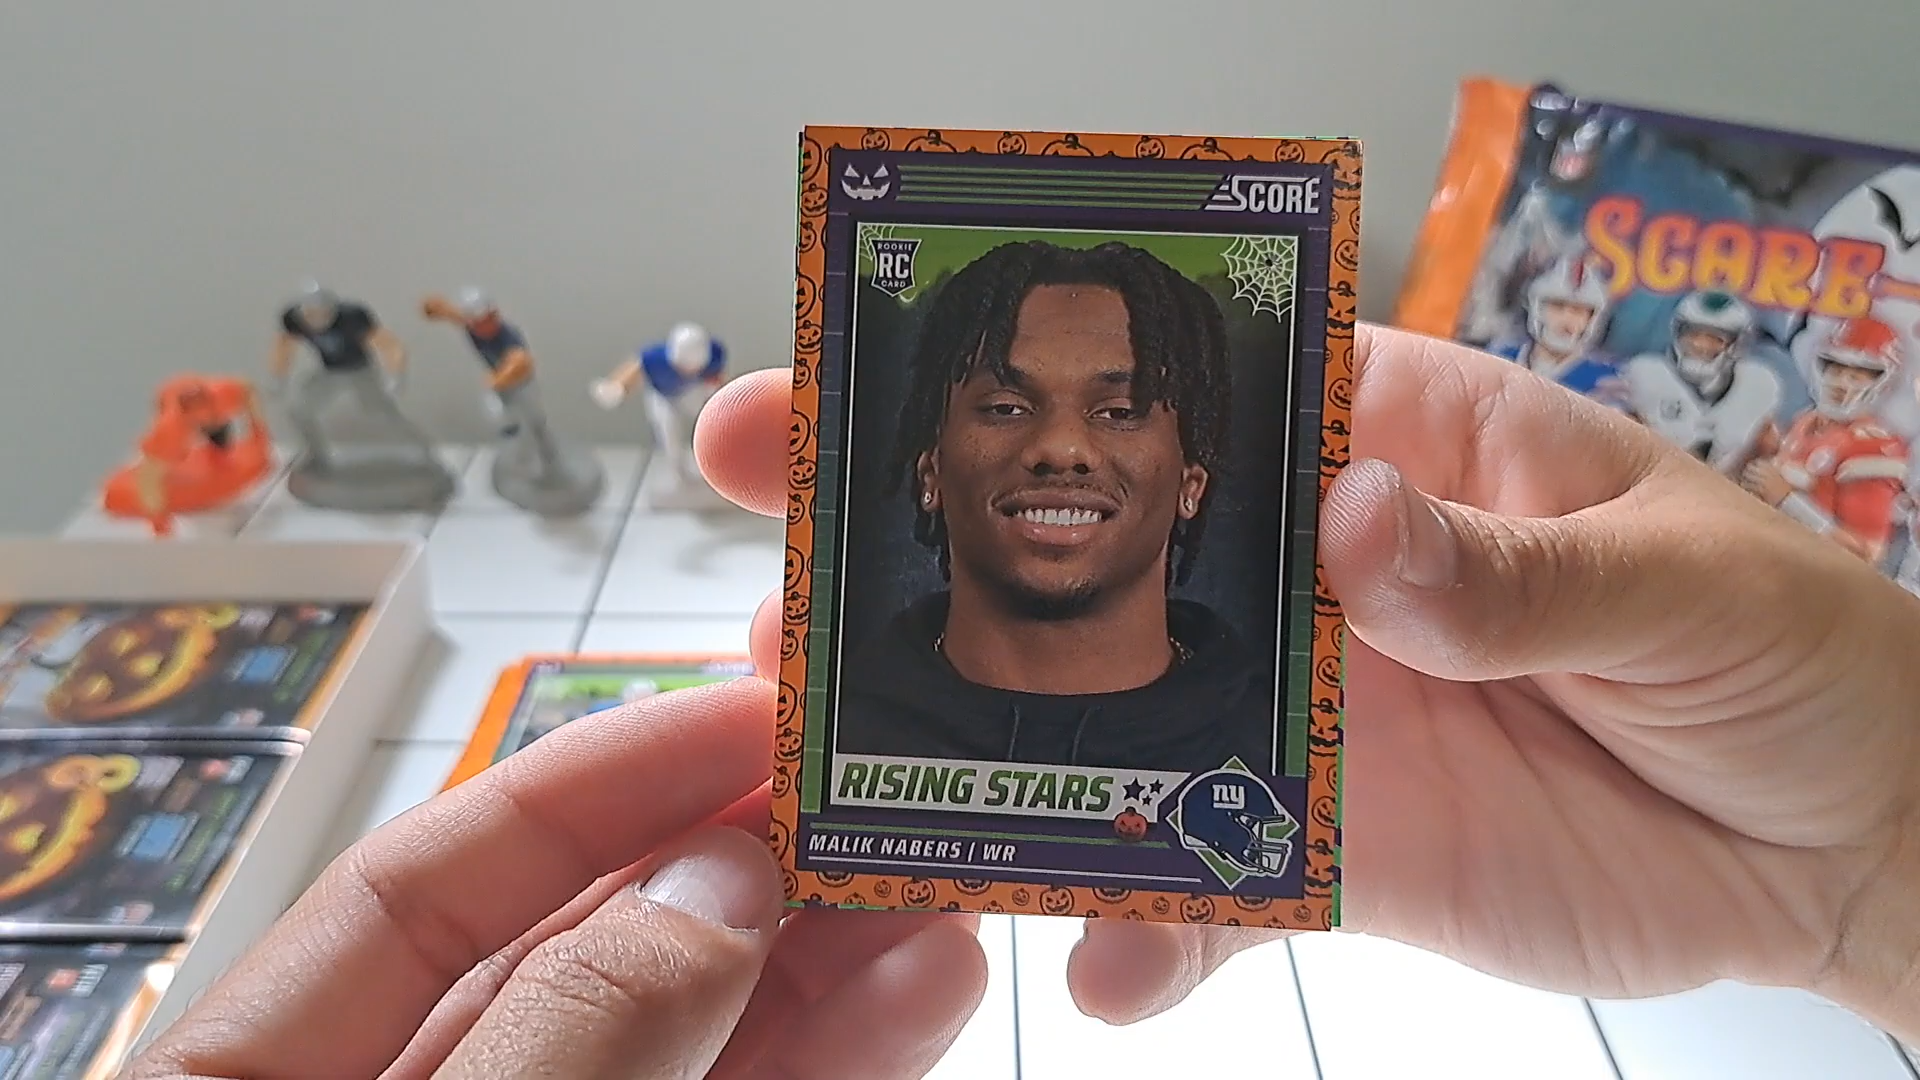 SCORE
ROOKIE
RC
CARD
SCARE-
RISING STARS
ny
MALIK NABERS | WR